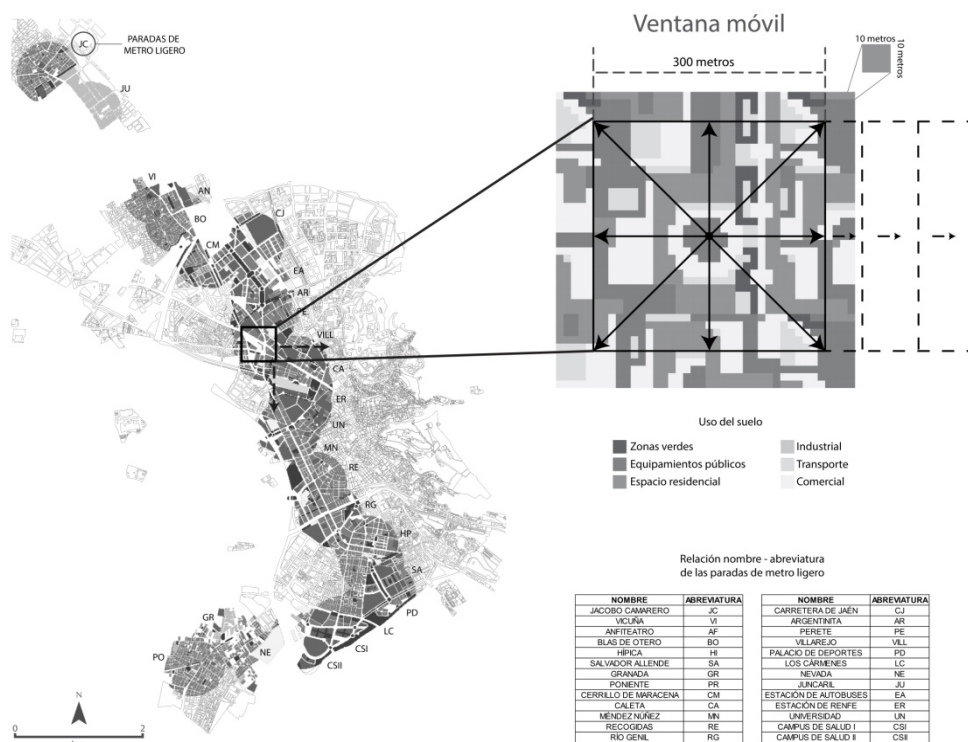 JC
PARADAS DE
METRO LIGERO
JU
VI
AN
BO
CJ
CM
EA
AR
PE
VILL
CA
ER
UN
MN
RE
RG
HP
SA
PD
LC
CSI
CSII
GR
NE
PO
N
0
2
Ventana móvil
300 metros
10 metros
10 metros
Uso del suelo
Zonas verdes
Equipamientos públicos
Espacio residencial
Industrial
Transporte
Comercial
Relación nombre - abreviatura
de las paradas de metro ligero
NOMBRE ABREVIATURA
JACOBO CAMARERO JC
VICUÑA VI
ANFITEATRO AF
BLAS DE OTERO BO
HÍPICA HI
SALVADOR ALLENDE SA
GRANADA GR
PONIENTE PR
CERRILLO DE MARACENA CM
CALETA CA
MÉNDEZ NÚÑEZ MN
RECOGIDAS RE
RÍO GENIL RG
NOMBRE ABREVIATURA
CARRETERA DE JAÉN CJ
ARGENTINITA AR
PERETE PE
VILLAREJO VILL
PALACIO DE DEPORTES PD
LOS CÁRMENES LC
NEVADA NE
JUNCARIL JU
ESTACIÓN DE AUTOBUSES EA
ESTACIÓN DE RENFE ER
UNIVERSIDAD UN
CAMPUS DE SALUD I CSI
CAMPUS DE SALUD II CSII